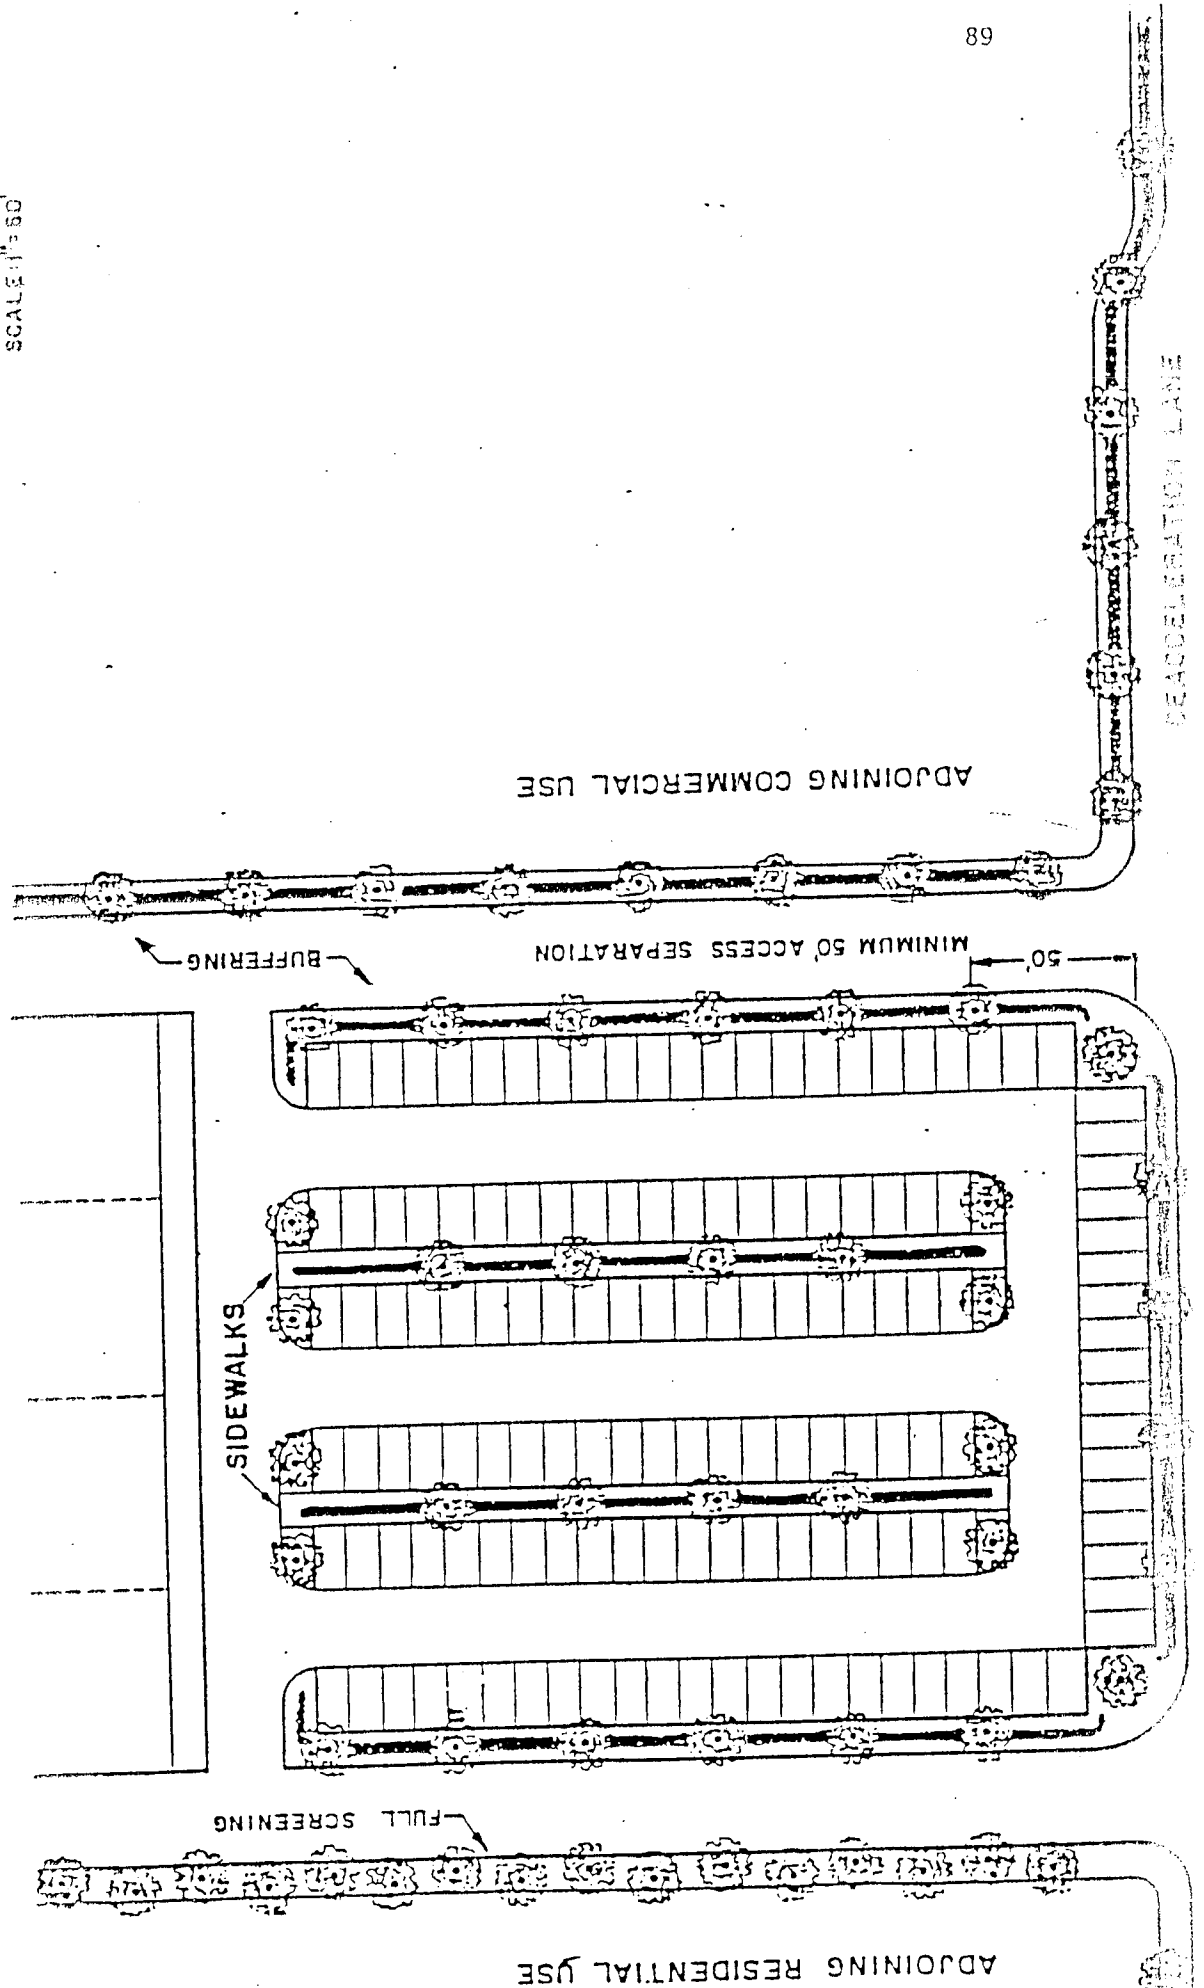 89
SCALE: 1"=60'
DEACCELERATION LANE
ADJOINING COMMERCIAL USE
MINIMUM 50' ACCESS SEPARATION
50'
BUFFERING
SIDEWALKS
FULL SCREENING
ADJOINING RESIDENTIAL USE